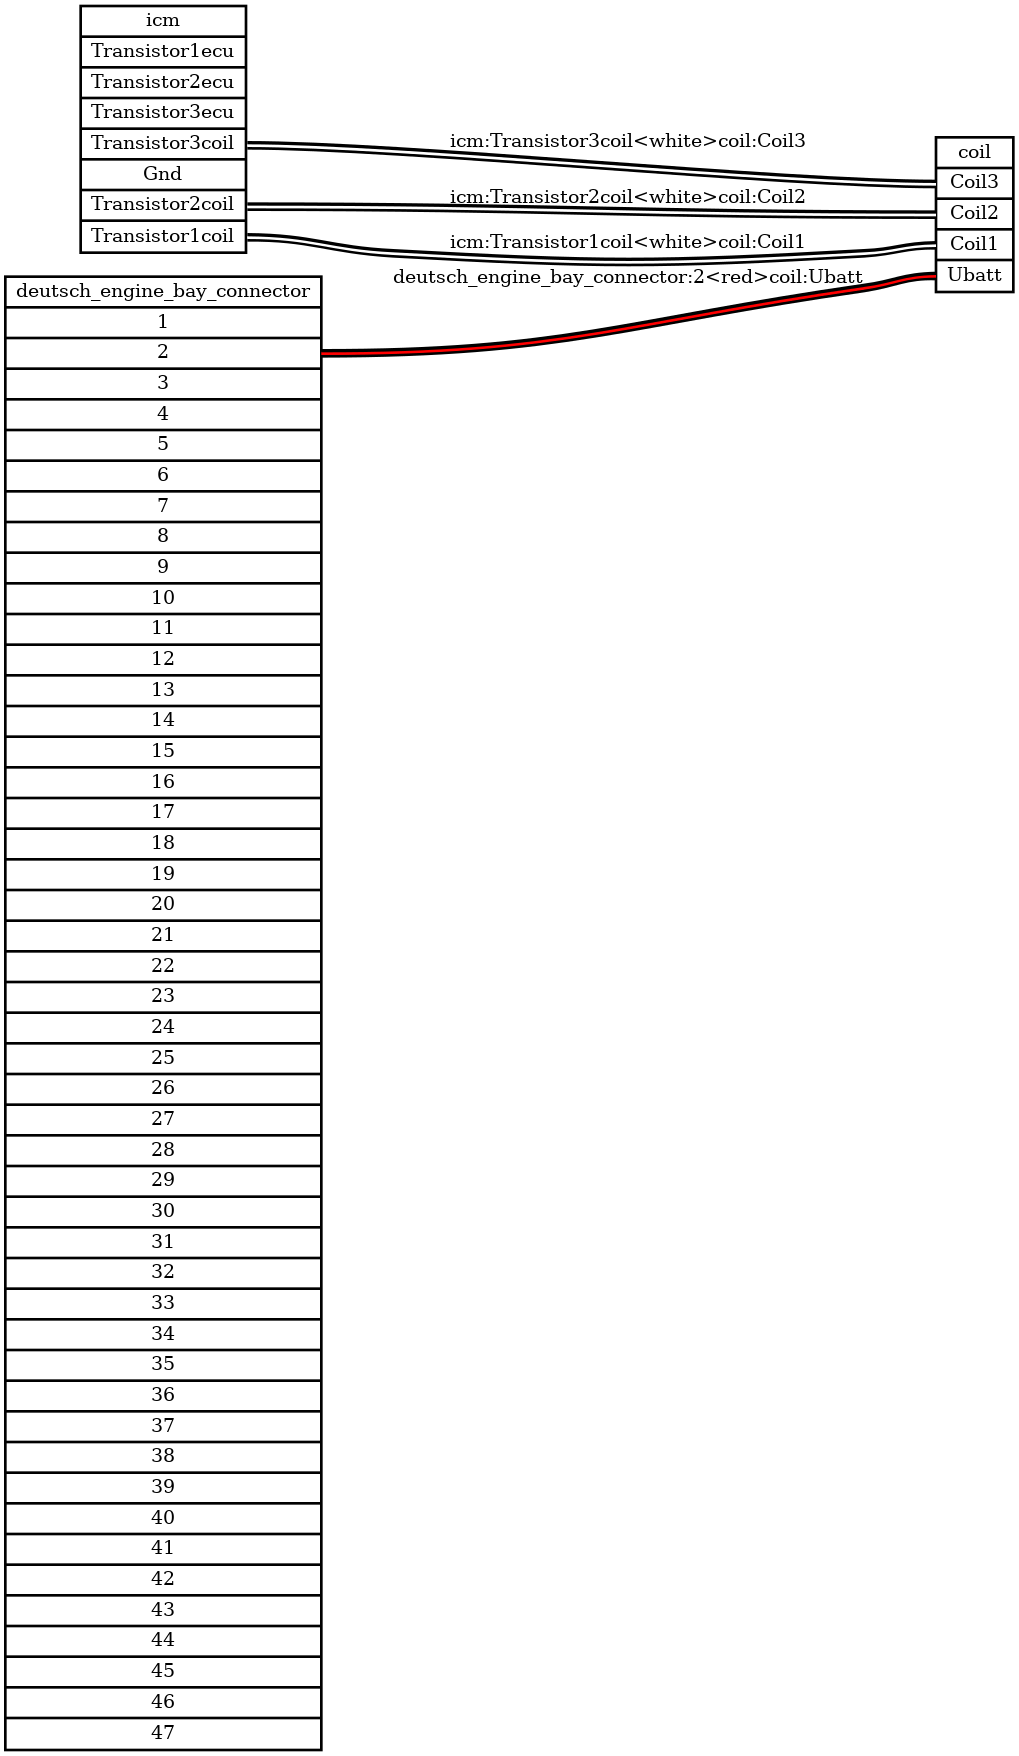 icm
Transistor1ecu
Transistor2ecu
Transistor3ecu
Transistor3coil
Gnd
Transistor2coil
Transistor1coil
icm:Transistor3coil<white>coil:Coil3
icm:Transistor2coil<white>coil:Coil2
icm:Transistor1coil<white>coil:Coil1
deutsch_engine_bay_connector:2<red>coil:Ubatt
coil
Coil3
Coil2
Coil1
Ubatt
deutsch_engine_bay_connector
1
2
3
4
5
6
7
8
9
10
11
12
13
14
15
16
17
18
19
20
21
22
23
24
25
26
27
28
29
30
31
32
33
34
35
36
37
38
39
40
41
42
43
44
45
46
47